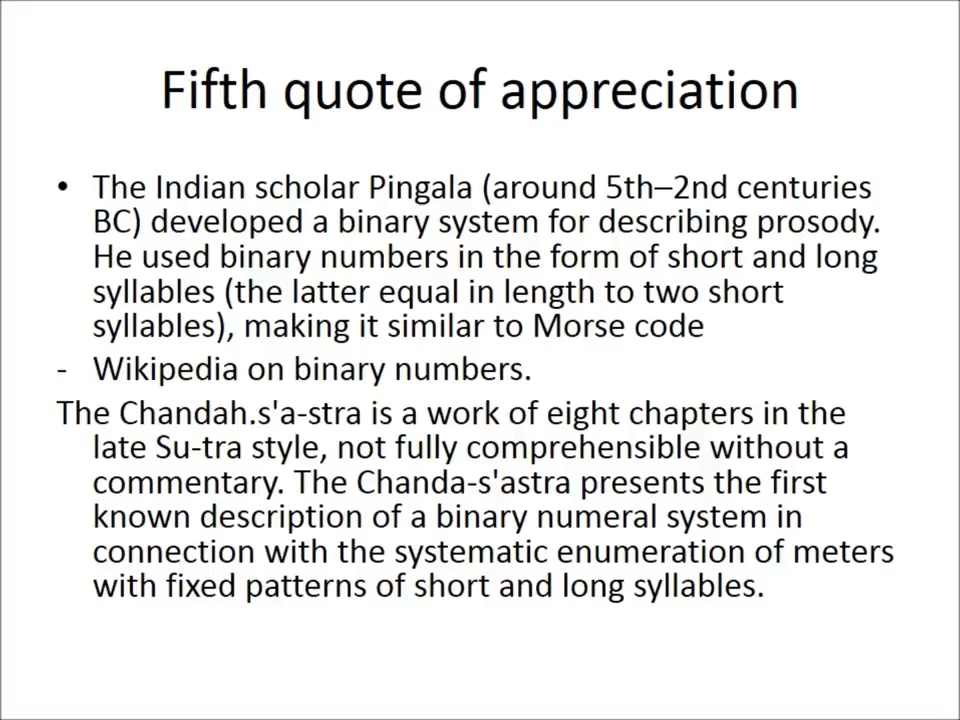 Fifth quote of appreciation
• The Indian scholar Pingala (around 5th–2nd centuries
BC) developed a binary system for describing prosody.
He used binary numbers in the form of short and long
syllables (the latter equal in length to two short
syllables), making it similar to Morse code
- Wikipedia on binary numbers.
The Chandah.s'a-stra is a work of eight chapters in the
late Su-tra style, not fully comprehensible without a
commentary. The Chanda-s'astra presents the first
known description of a binary numeral system in
connection with the systematic enumeration of meters
with fixed patterns of short and long syllables.